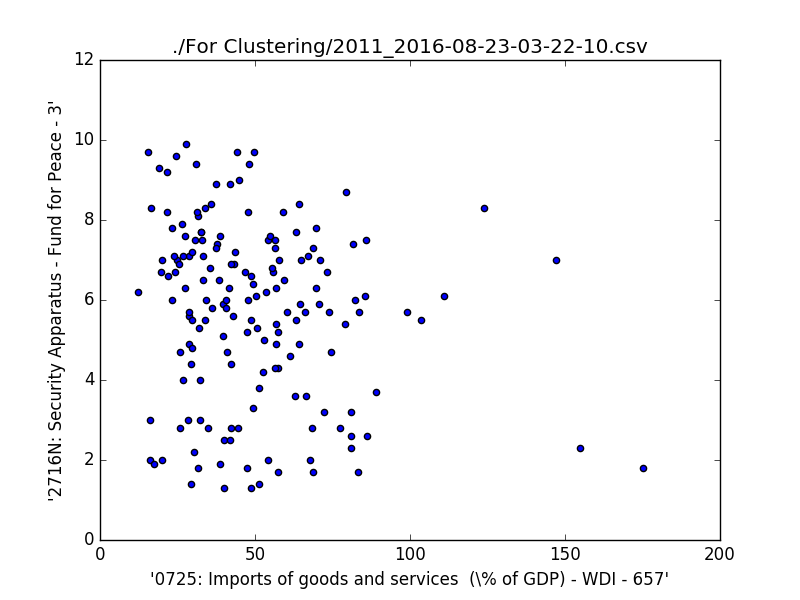 ./For Clustering/2011_2016-08-23-03-22-10.csv
12
10
8
6
4
2
0
'2716N: Security Apparatus - Fund for Peace - 3'
0 50 100 150 200
'0725: Imports of goods and services  (\% of GDP) - WDI - 657'